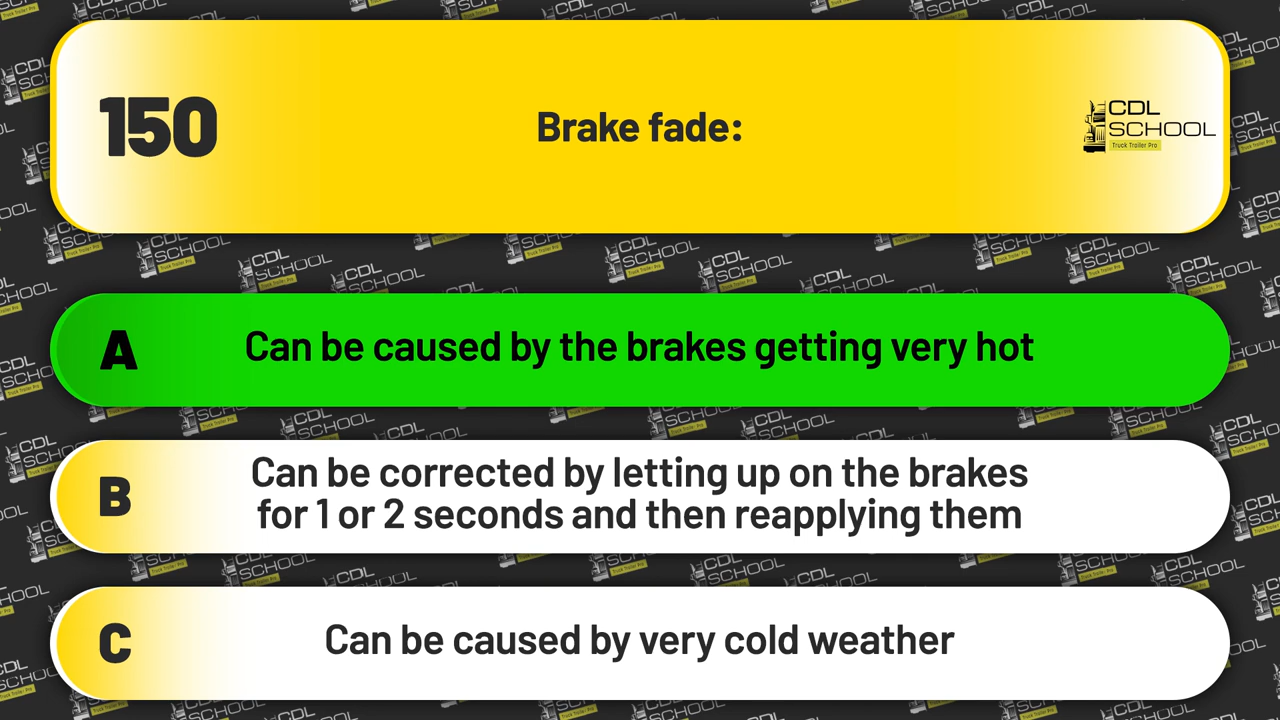 150
Brake fade:
CDL
SCHOOL
Truck Trailer Pro
A
Can be caused by the brakes getting very hot
B
Can be corrected by letting up on the brakes
for 1 or 2 seconds and then reapplying them
C
Can be caused by very cold weather